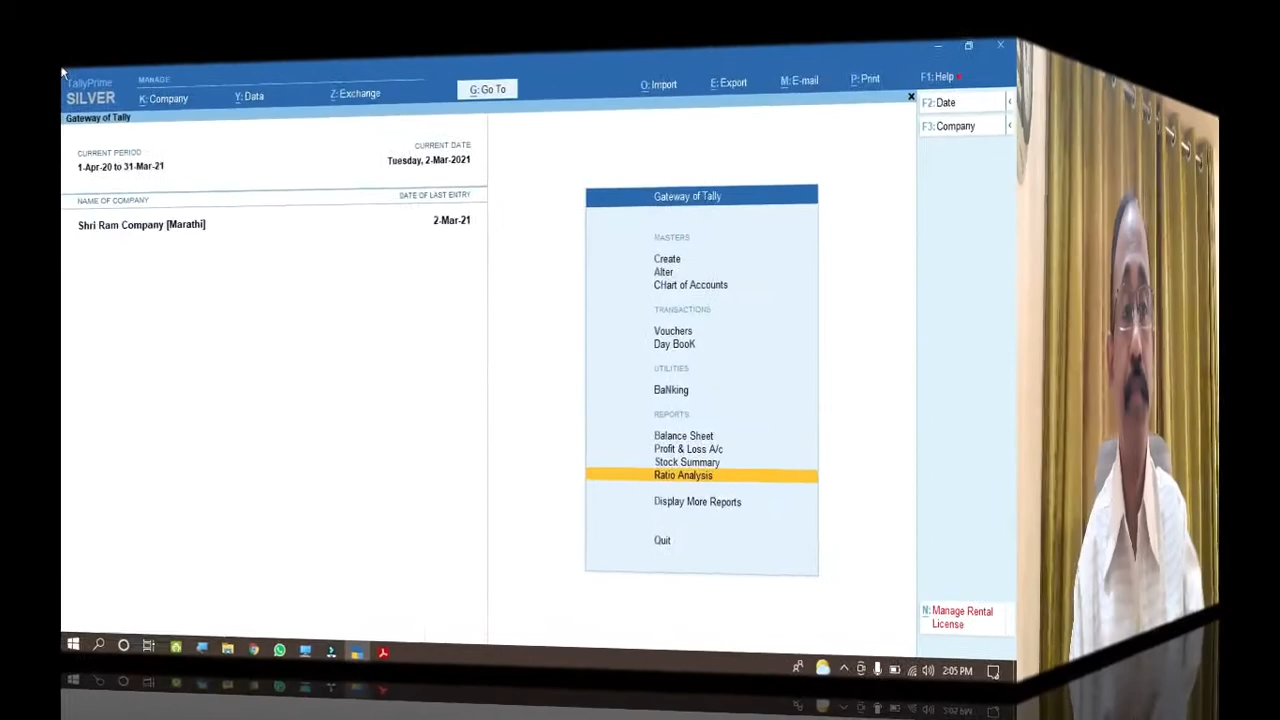 TallyPrime
SILVER
MANAGE
K: Company
Y: Data
Z: Exchange
G: Go To
O: Import
E: Export
M: E-mail
P: Print
F1: Help
Gateway of Tally
F2: Date
F3: Company
CURRENT PERIOD
1-Apr-20 to 31-Mar-21
CURRENT DATE
Tuesday, 2-Mar-2021
NAME OF COMPANY
DATE OF LAST ENTRY
Shri Ram Company [Marathi]
2-Mar-21
Gateway of Tally
MASTERS
Create
Alter
CHart of Accounts
TRANSACTIONS
Vouchers
Day BooK
UTILITIES
BaNking
REPORTS
Balance Sheet
Profit & Loss A/c
Stock Summary
Ratio Analysis
Display More Reports
Quit
N: Manage Rental
License
2:05 PM